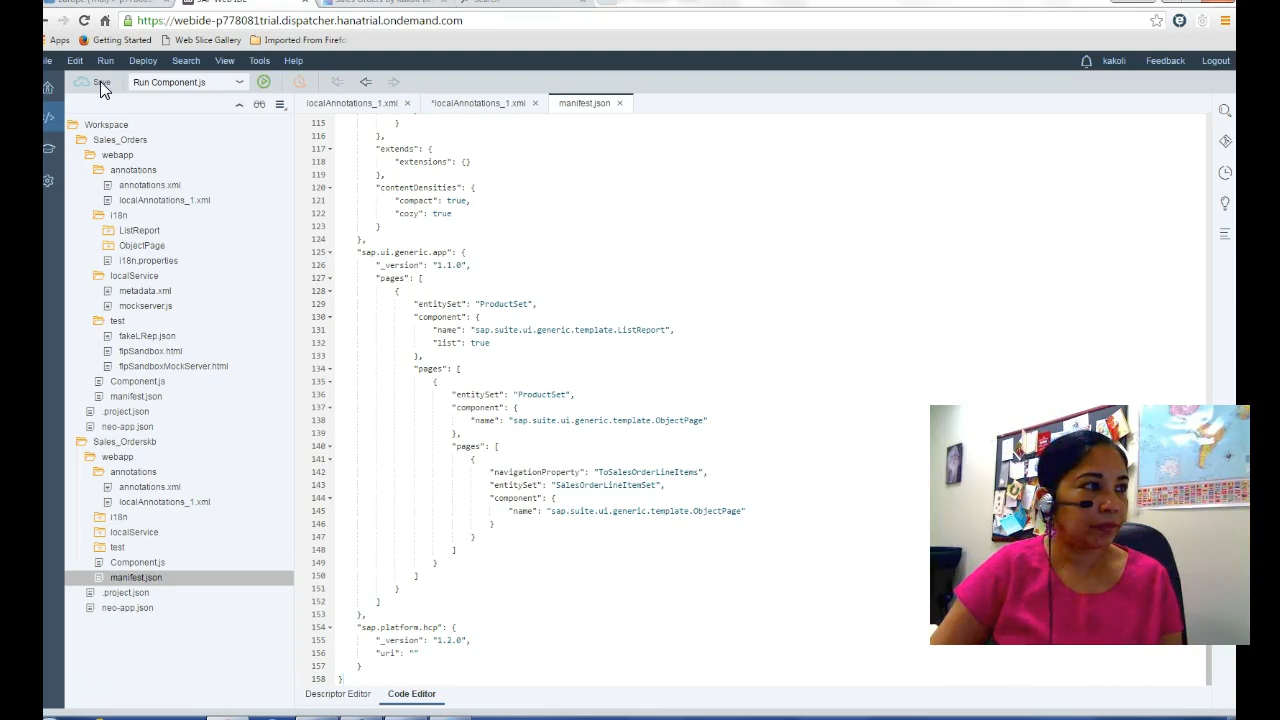 https://webide-p778081trial.dispatcher.hanatrial.ondemand.com
Apps Getting Started Web Slice Gallery Imported From Firefo
Edit Run Deploy Search View Tools Help kakoli Feedback Logout
Save Run Component.js
localAnnotations_1.xml *localAnnotations_1.xml manifest.json
Workspace
Sales_Orders
webapp
annotations
annotations.xml
localAnnotations_1.xml
i18n
ListReport
ObjectPage
i18n.properties
localService
metadata.xml
mockserver.js
test
fakeLRep.json
flpSandbox.html
flpSandboxMockServer.html
Component.js
manifest.json
.project.json
neo-app.json
Sales_Orderskb
webapp
annotations
annotations.xml
localAnnotations_1.xml
i18n
localService
test
Component.js
manifest.json
.project.json
neo-app.json
115 }
116 },
117 "extends": {
118 "extensions": {}
119 },
120 "contentDensities": {
121 "compact": true,
122 "cozy": true
123 }
124 },
125 "sap.ui.generic.app": {
126 "_version": "1.1.0",
127 "pages": [
128 {
129 "entitySet": "ProductSet",
130 "component": {
131 "name": "sap.suite.ui.generic.template.ListReport",
132 "list": true
133 },
134 "pages": [
135 {
136 "entitySet": "ProductSet",
137 "component": {
138 "name": "sap.suite.ui.generic.template.ObjectPage"
139 },
140 "pages": [
141 {
142 "navigationProperty": "ToSalesOrderLineItems",
143 "entitySet": "SalesOrderLineItemSet",
144 "component": {
145 "name": "sap.suite.ui.generic.template.ObjectPage"
146 }
147 }
148 ]
149 }
150 ]
151 }
152 ]
153 },
154 "sap.platform.hcp": {
155 "_version": "1.2.0",
156 "uri": ""
157 }
158 }
Descriptor Editor Code Editor